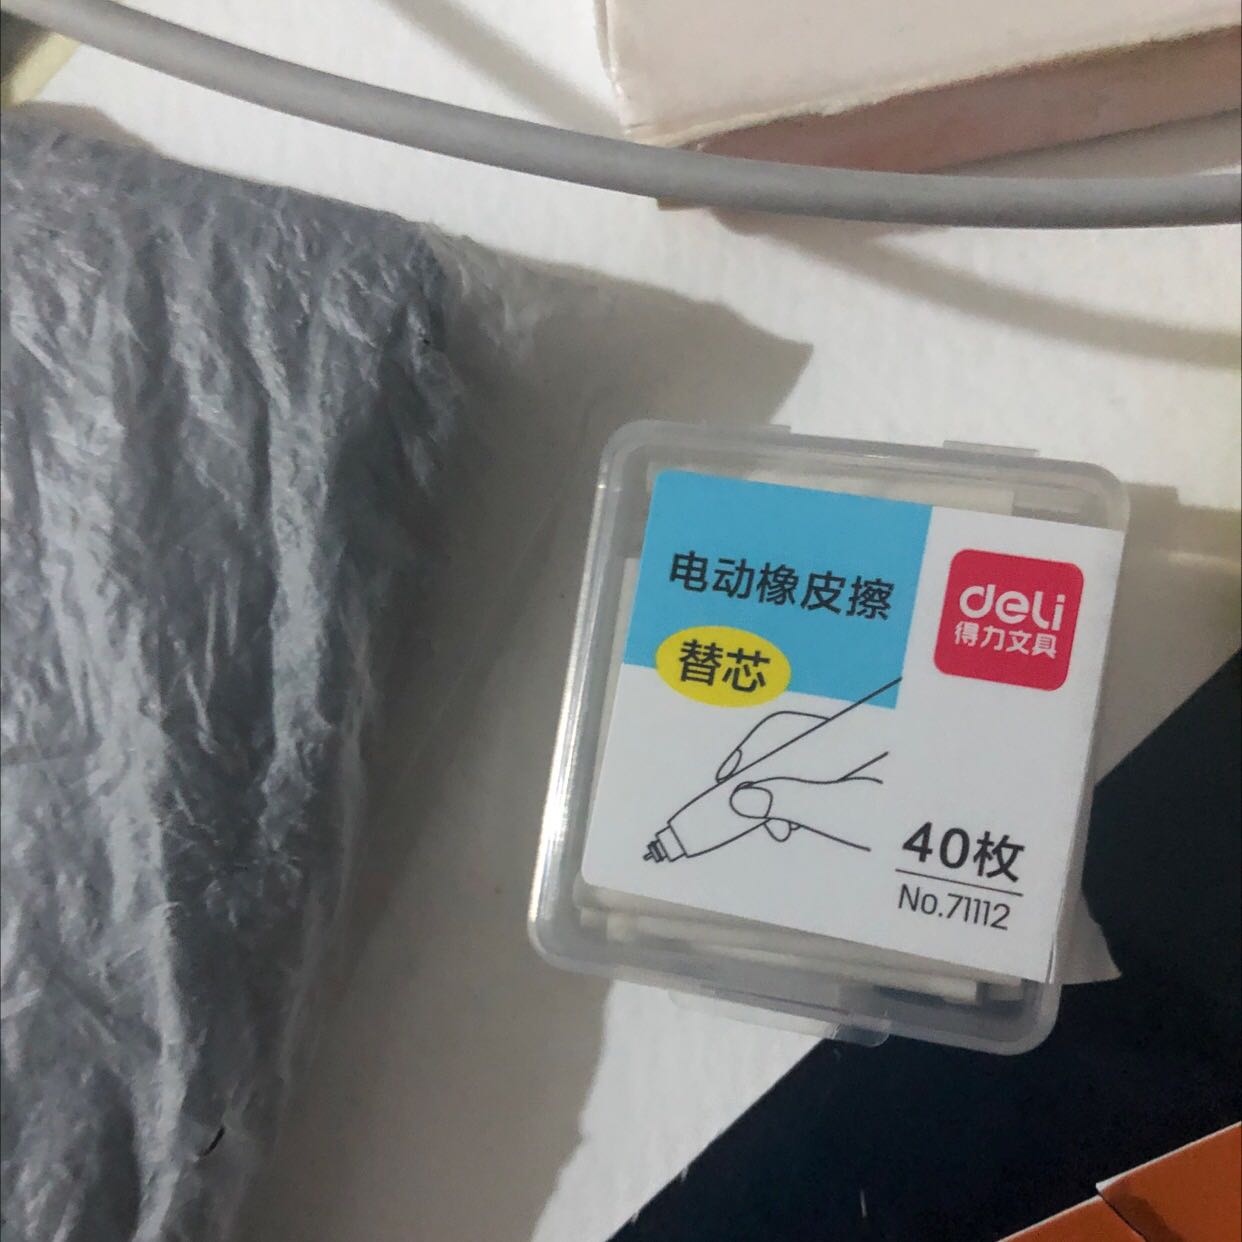 电动橡皮擦
替芯
deli
得力文具
40枚
No.71112